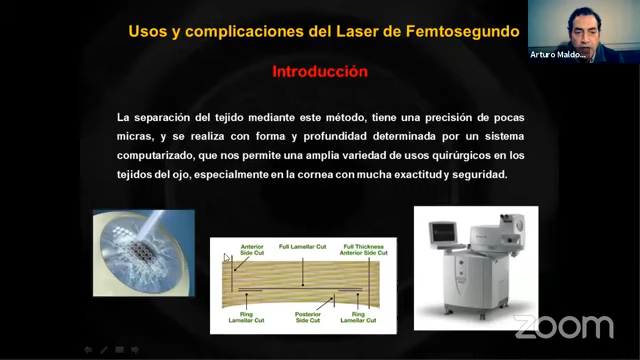 Usos y complicaciones del Laser de Femtosegundo
Arturo Maldo...
Introducción
La separación del tejido mediante este método, tiene una precisión de pocas
micras, y se realiza con forma y profundidad determinada por un sistema
computarizado, que nos permite una amplia variedad de usos quirúrgicos en los
tejidos del ojo, especialmente en la cornea con mucha exactitud y seguridad.
Anterior
Side Cut
Full Lamellar Cut
Full Thickness
Anterior Side Cut
Ring
Lamellar Cut
Posterior
Side Cut
Ring
Lamellar Cut
zoom